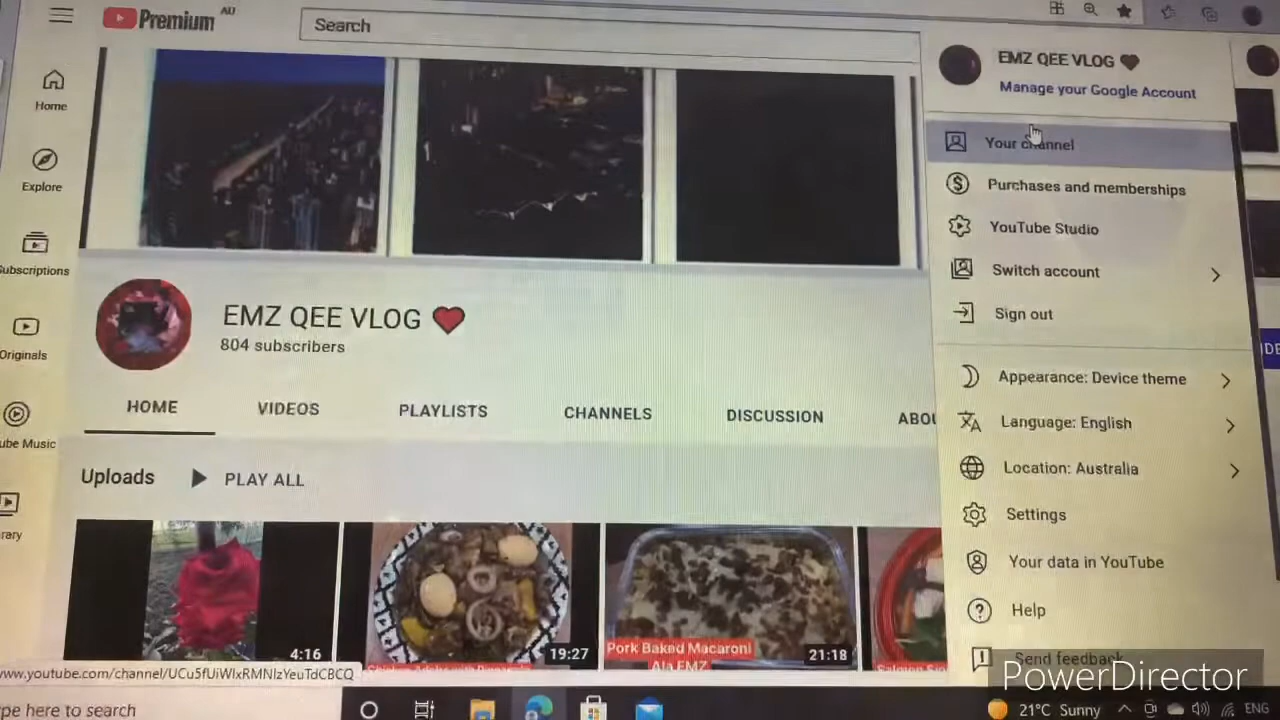 Premium AU
Search
Home
Explore
Subscriptions
Originals
ube Music
rary
EMZ QEE VLOG ❤
804 subscribers
HOME VIDEOS PLAYLISTS CHANNELS DISCUSSION ABOU
Uploads PLAY ALL
4:16
19:27
Pork Baked Macaroni
Ala EMZ
21:18
EMZ QEE VLOG ❤
Manage your Google Account
Your channel
Purchases and memberships
YouTube Studio
Switch account
Sign out
Appearance: Device theme
Language: English
Location: Australia
Settings
Your data in YouTube
Help
Send feedback
PowerDirector
pe here to search
21°C Sunny
ENG